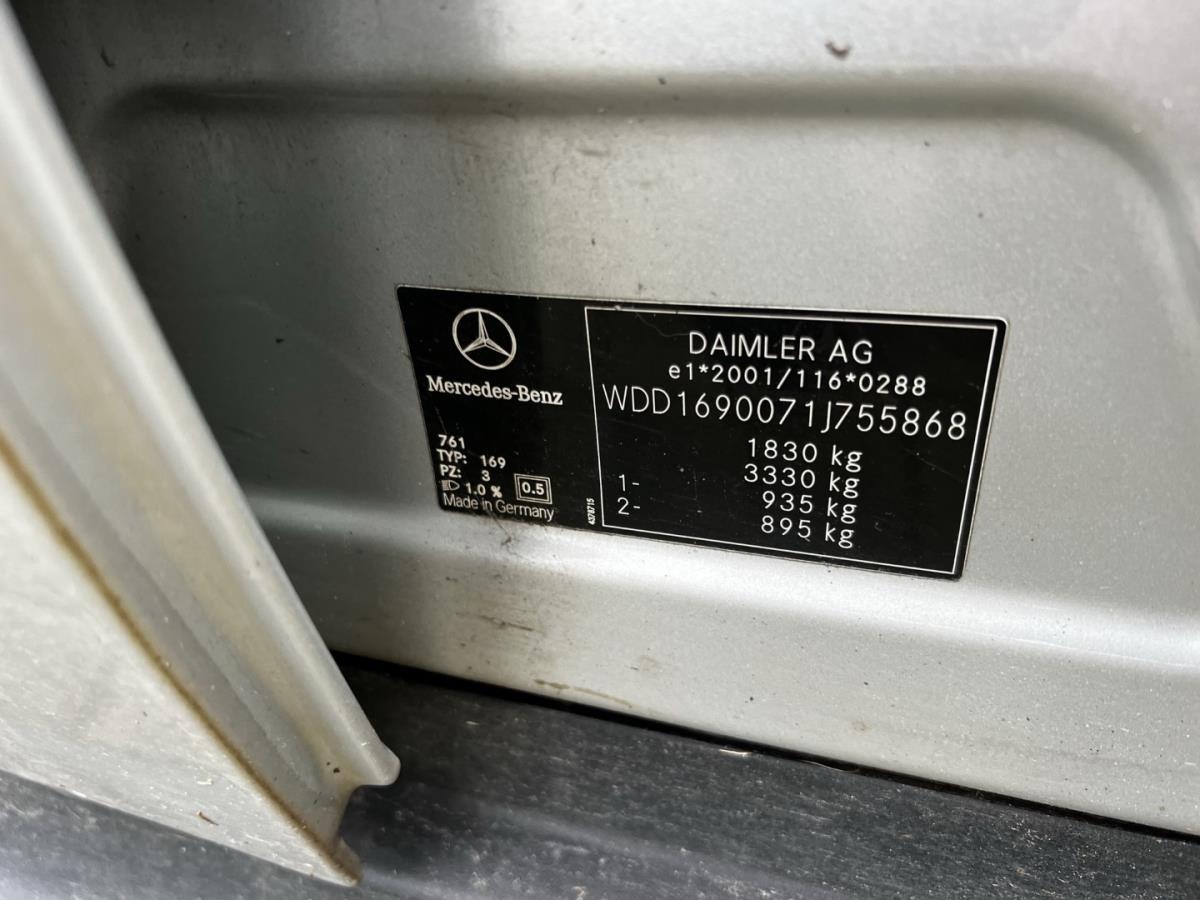 Mercedes-Benz
761
TYP: 169
PZ: 3
1.0 % 0.5
Made in Germany
4378715
DAIMLER AG
e1*2001/116*0288
WDD1690071J755868
1830 kg
3330 kg
1- 935 kg
2- 895 kg